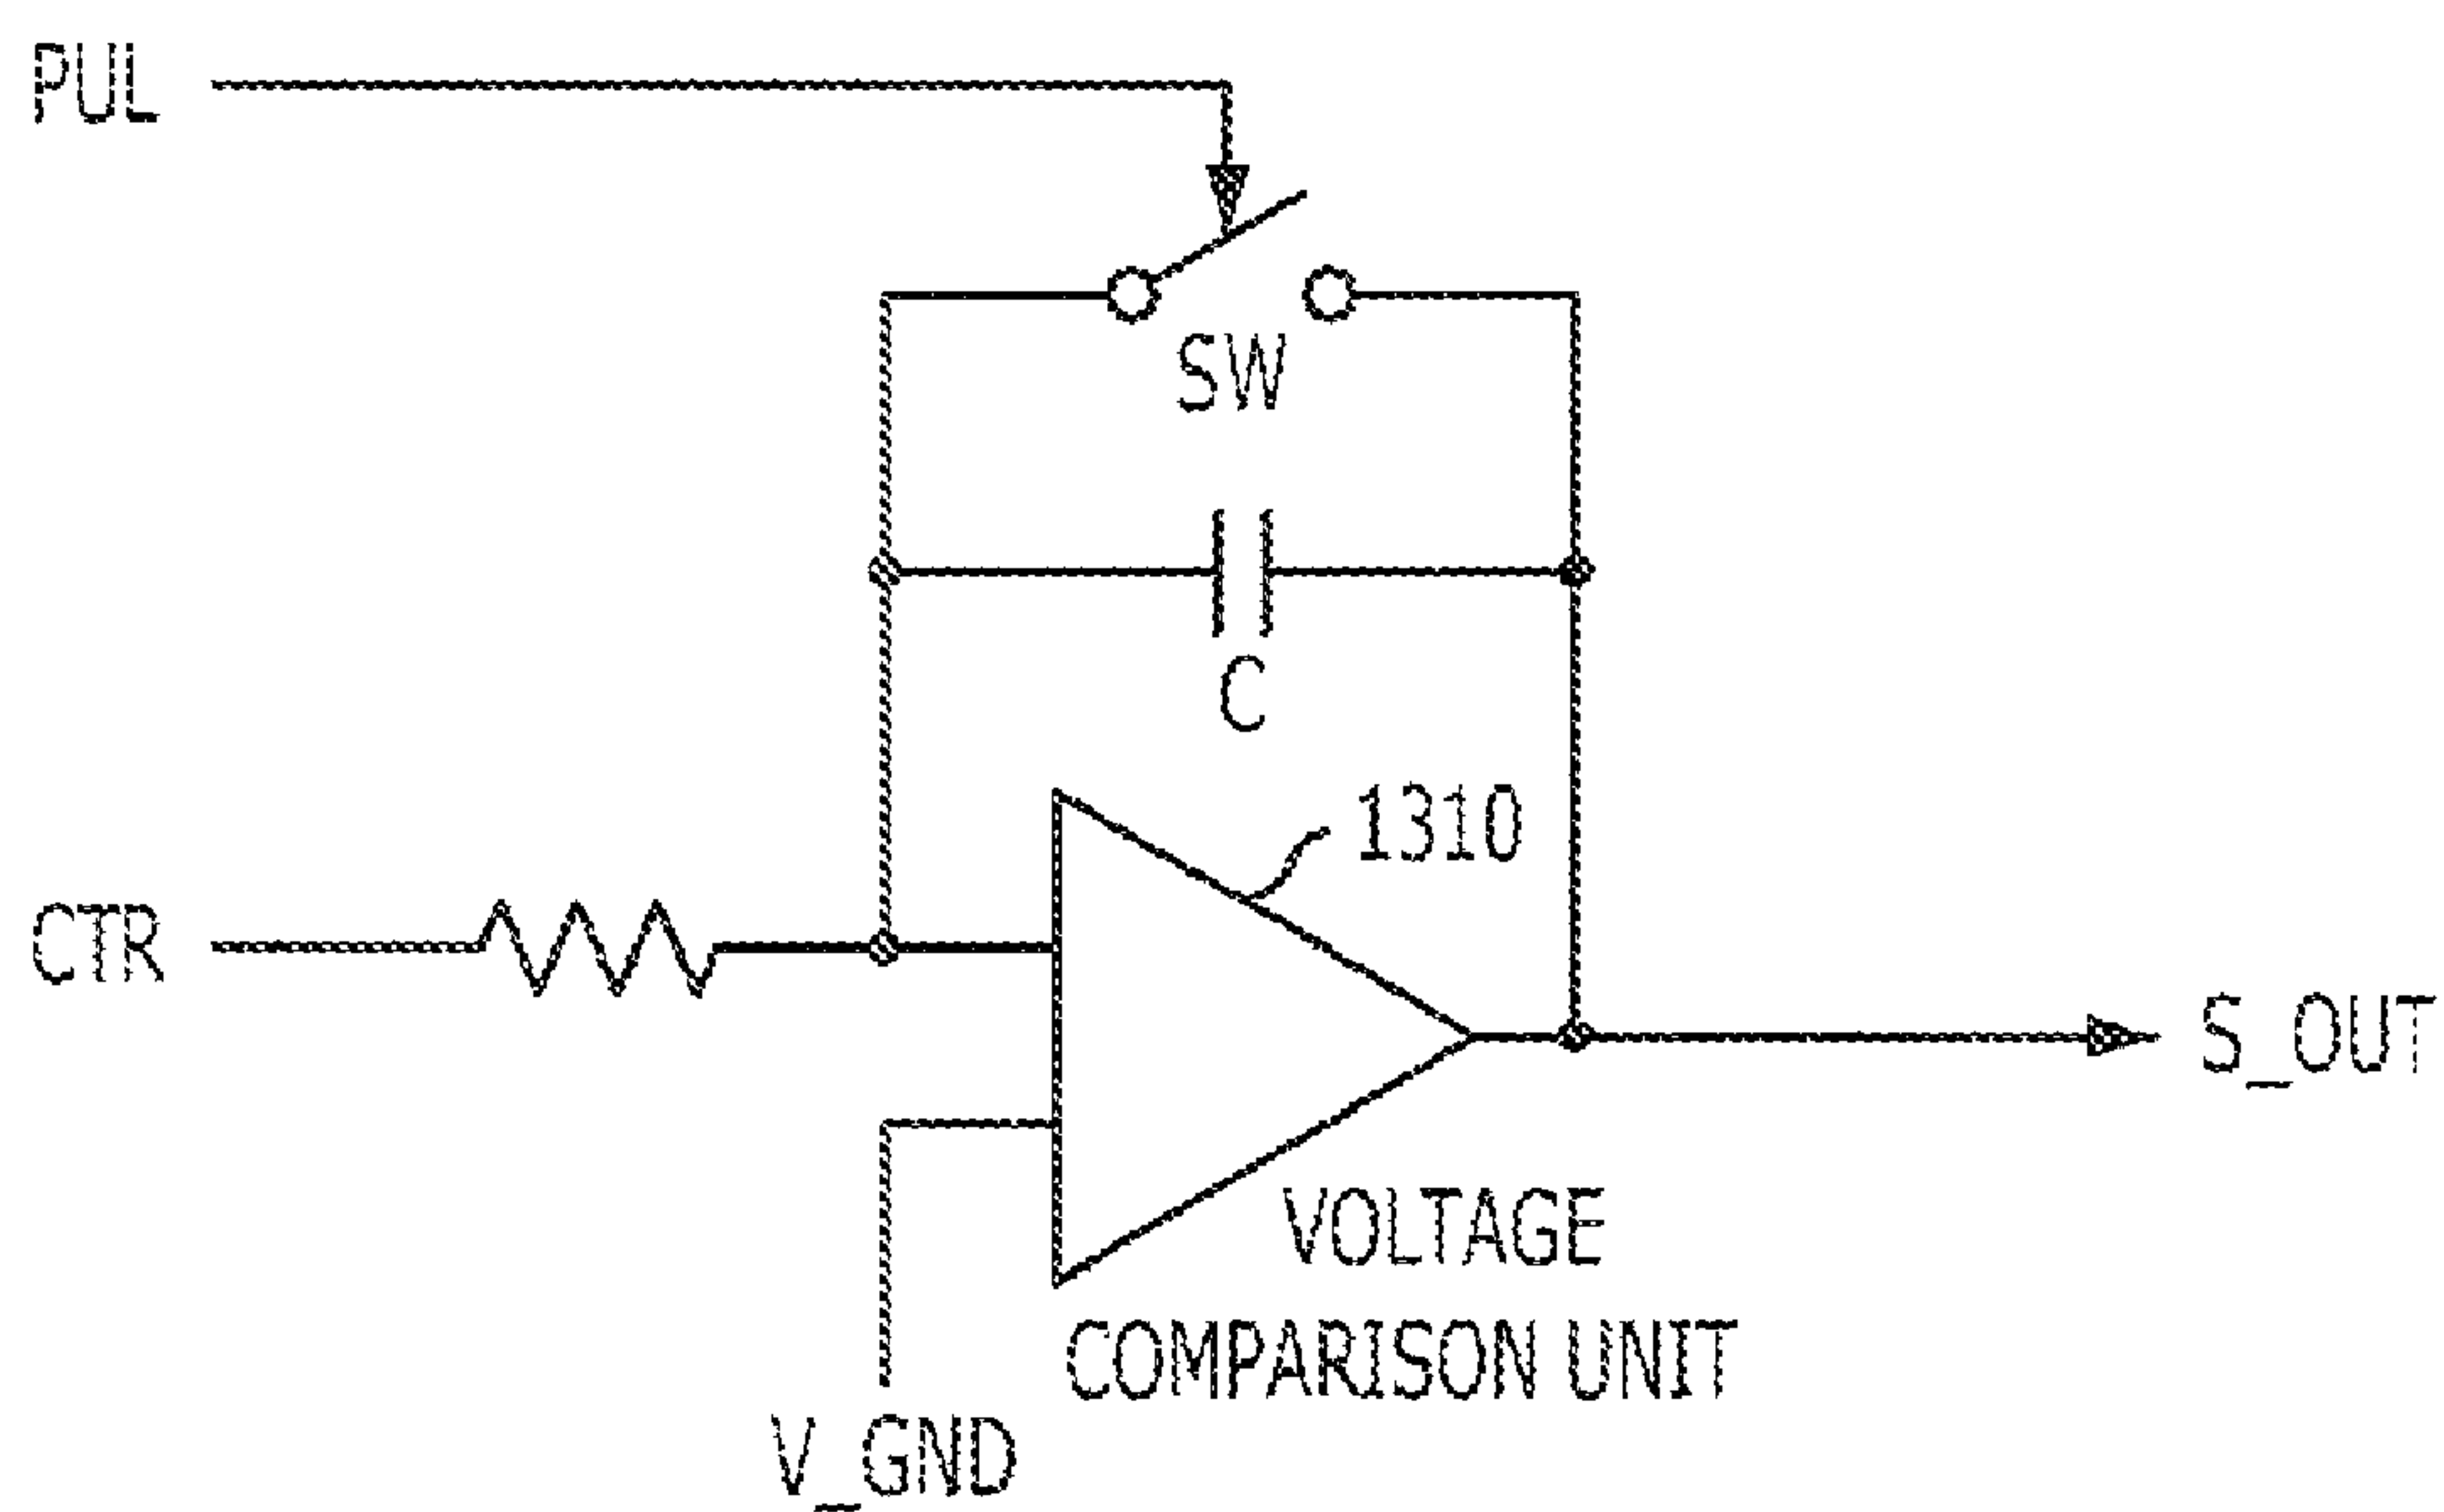 PUL
SW
C
1310
CTR
S_OUT
VOLTAGE
COMPARISON UNIT
V_GND